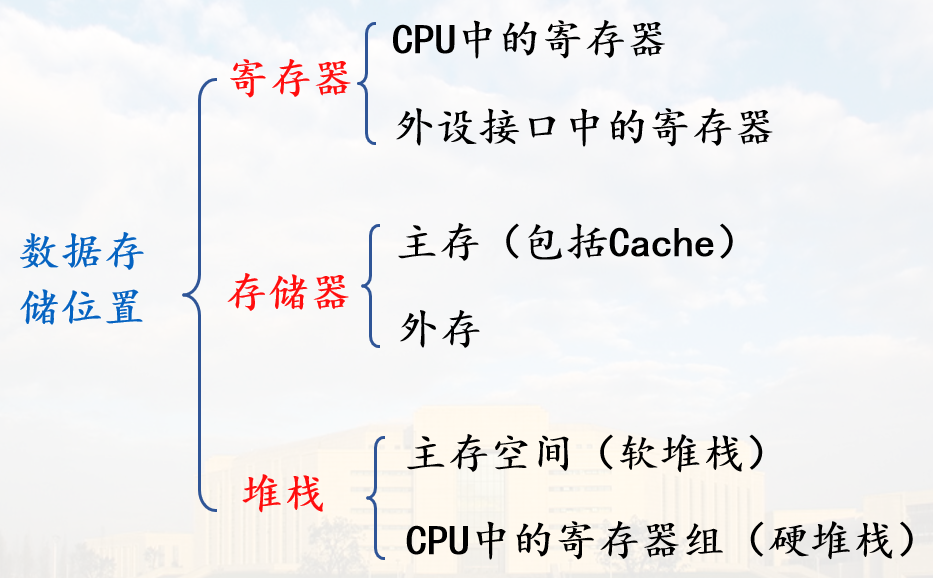 CPU中的寄存器
寄存器
外设接口中的寄存器
数据存
储位置
主存（包括Cache）
存储器
外存
主存空间（软堆栈）
堆栈
CPU中的寄存器组（硬堆栈）